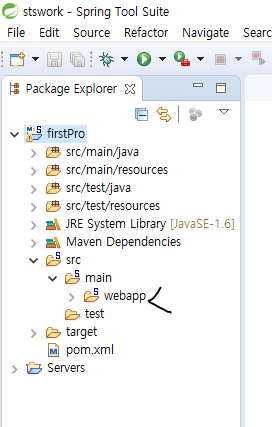 stswork - Spring Tool Suite
File Edit Source Refactor Navigate Search
Package Explorer
firstPro
src/main/java
src/main/resources
src/test/java
src/test/resources
JRE System Library [JavaSE-1.6]
Maven Dependencies
src
main
webapp
test
target
pom.xml
Servers